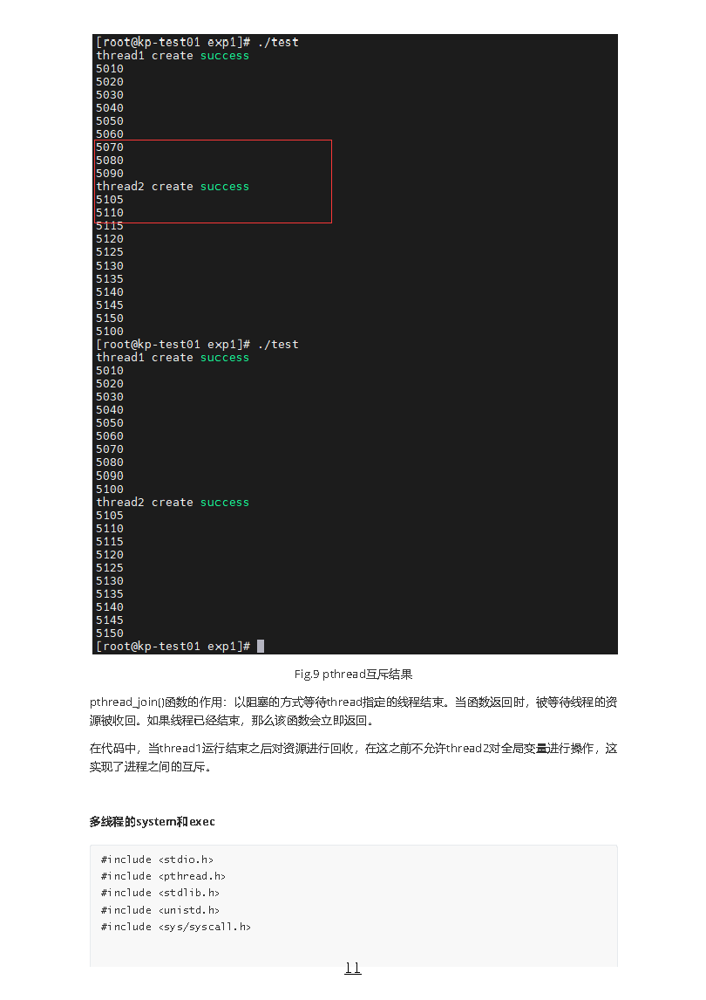 [root@kp-test01 exp1]# ./test
thread1 create success
5010
5020
5030
5040
5050
5060
5070
5080
5090
thread2 create success
5105
5110
5115
5120
5125
5130
5135
5140
5145
5150
5100
[root@kp-test01 exp1]# ./test
thread1 create success
5010
5020
5030
5040
5050
5060
5070
5080
5090
5100
thread2 create success
5105
5110
5115
5120
5125
5130
5135
5140
5145
5150
[root@kp-test01 exp1]#
Fig.9 pthread互斥结果
pthread_join()函数的作用：以阻塞的方式等待thread指定的线程结束。当函数返回时，被等待线程的资
源被收回。如果线程已经结束，那么该函数会立即返回。
在代码中，当thread1运行结束之后对资源进行回收，在这之前不允许thread2对全局变量进行操作，这
实现了进程之间的互斥。
多线程的system和exec
#include <stdio.h>
#include <pthread.h>
#include <stdlib.h>
#include <unistd.h>
#include <sys/syscall.h>
11